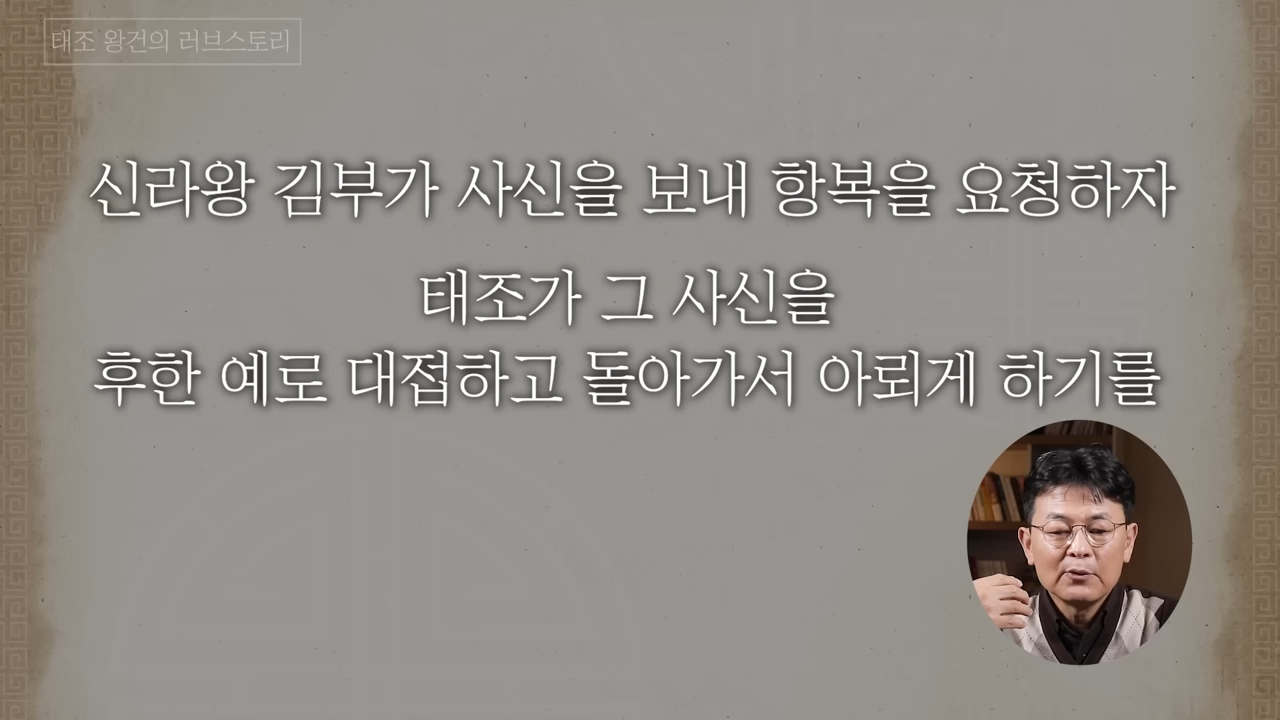 태조 왕건의 러브스토리
신라왕 김부가 사신을 보내 항복을 요청하자
태조가 그 사신을
후한 예로 대접하고 돌아가서 아뢰게 하기를